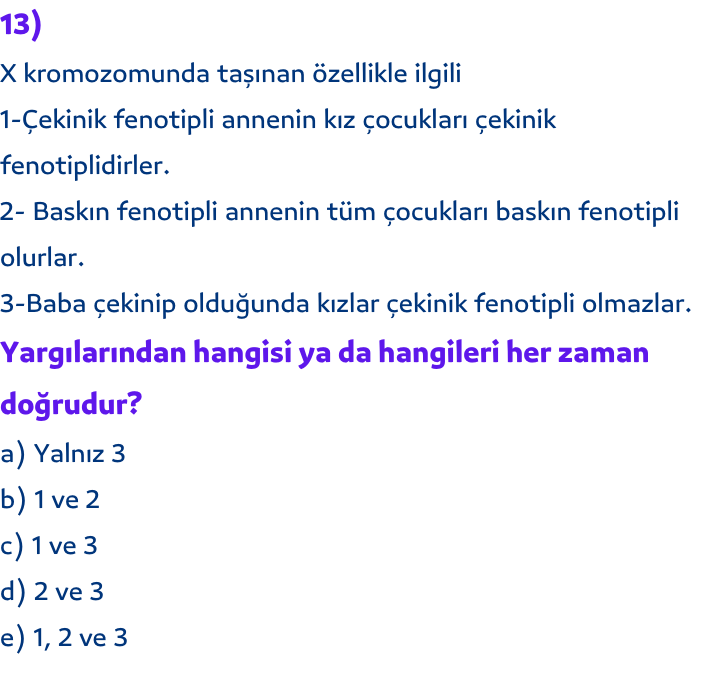 13)
X kromozomunda taşınan özellikle ilgili
1-Çekinik fenotipli annenin kız çocukları çekinik
fenotiplidirler.
2- Baskın fenotipli annenin tüm çocukları baskın fenotipli
olurlar.
3-Baba çekinip olduğunda kızlar çekinik fenotipli olmazlar.
Yargılarından hangisi ya da hangileri her zaman
doğrudur?
a) Yalnız 3
b) 1 ve 2
c) 1 ve 3
d) 2 ve 3
e) 1, 2 ve 3